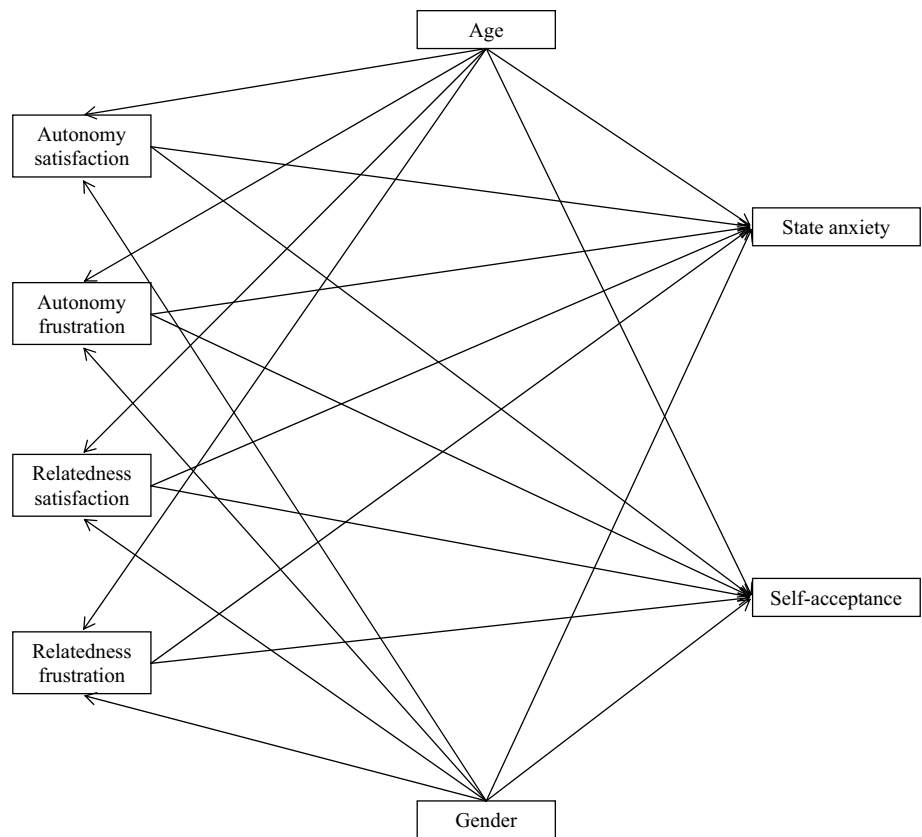 Age
Autonomy
satisfaction
State anxiety
Autonomy
frustration
Relatedness
satisfaction
Self-acceptance
Relatedness
frustration
Gender